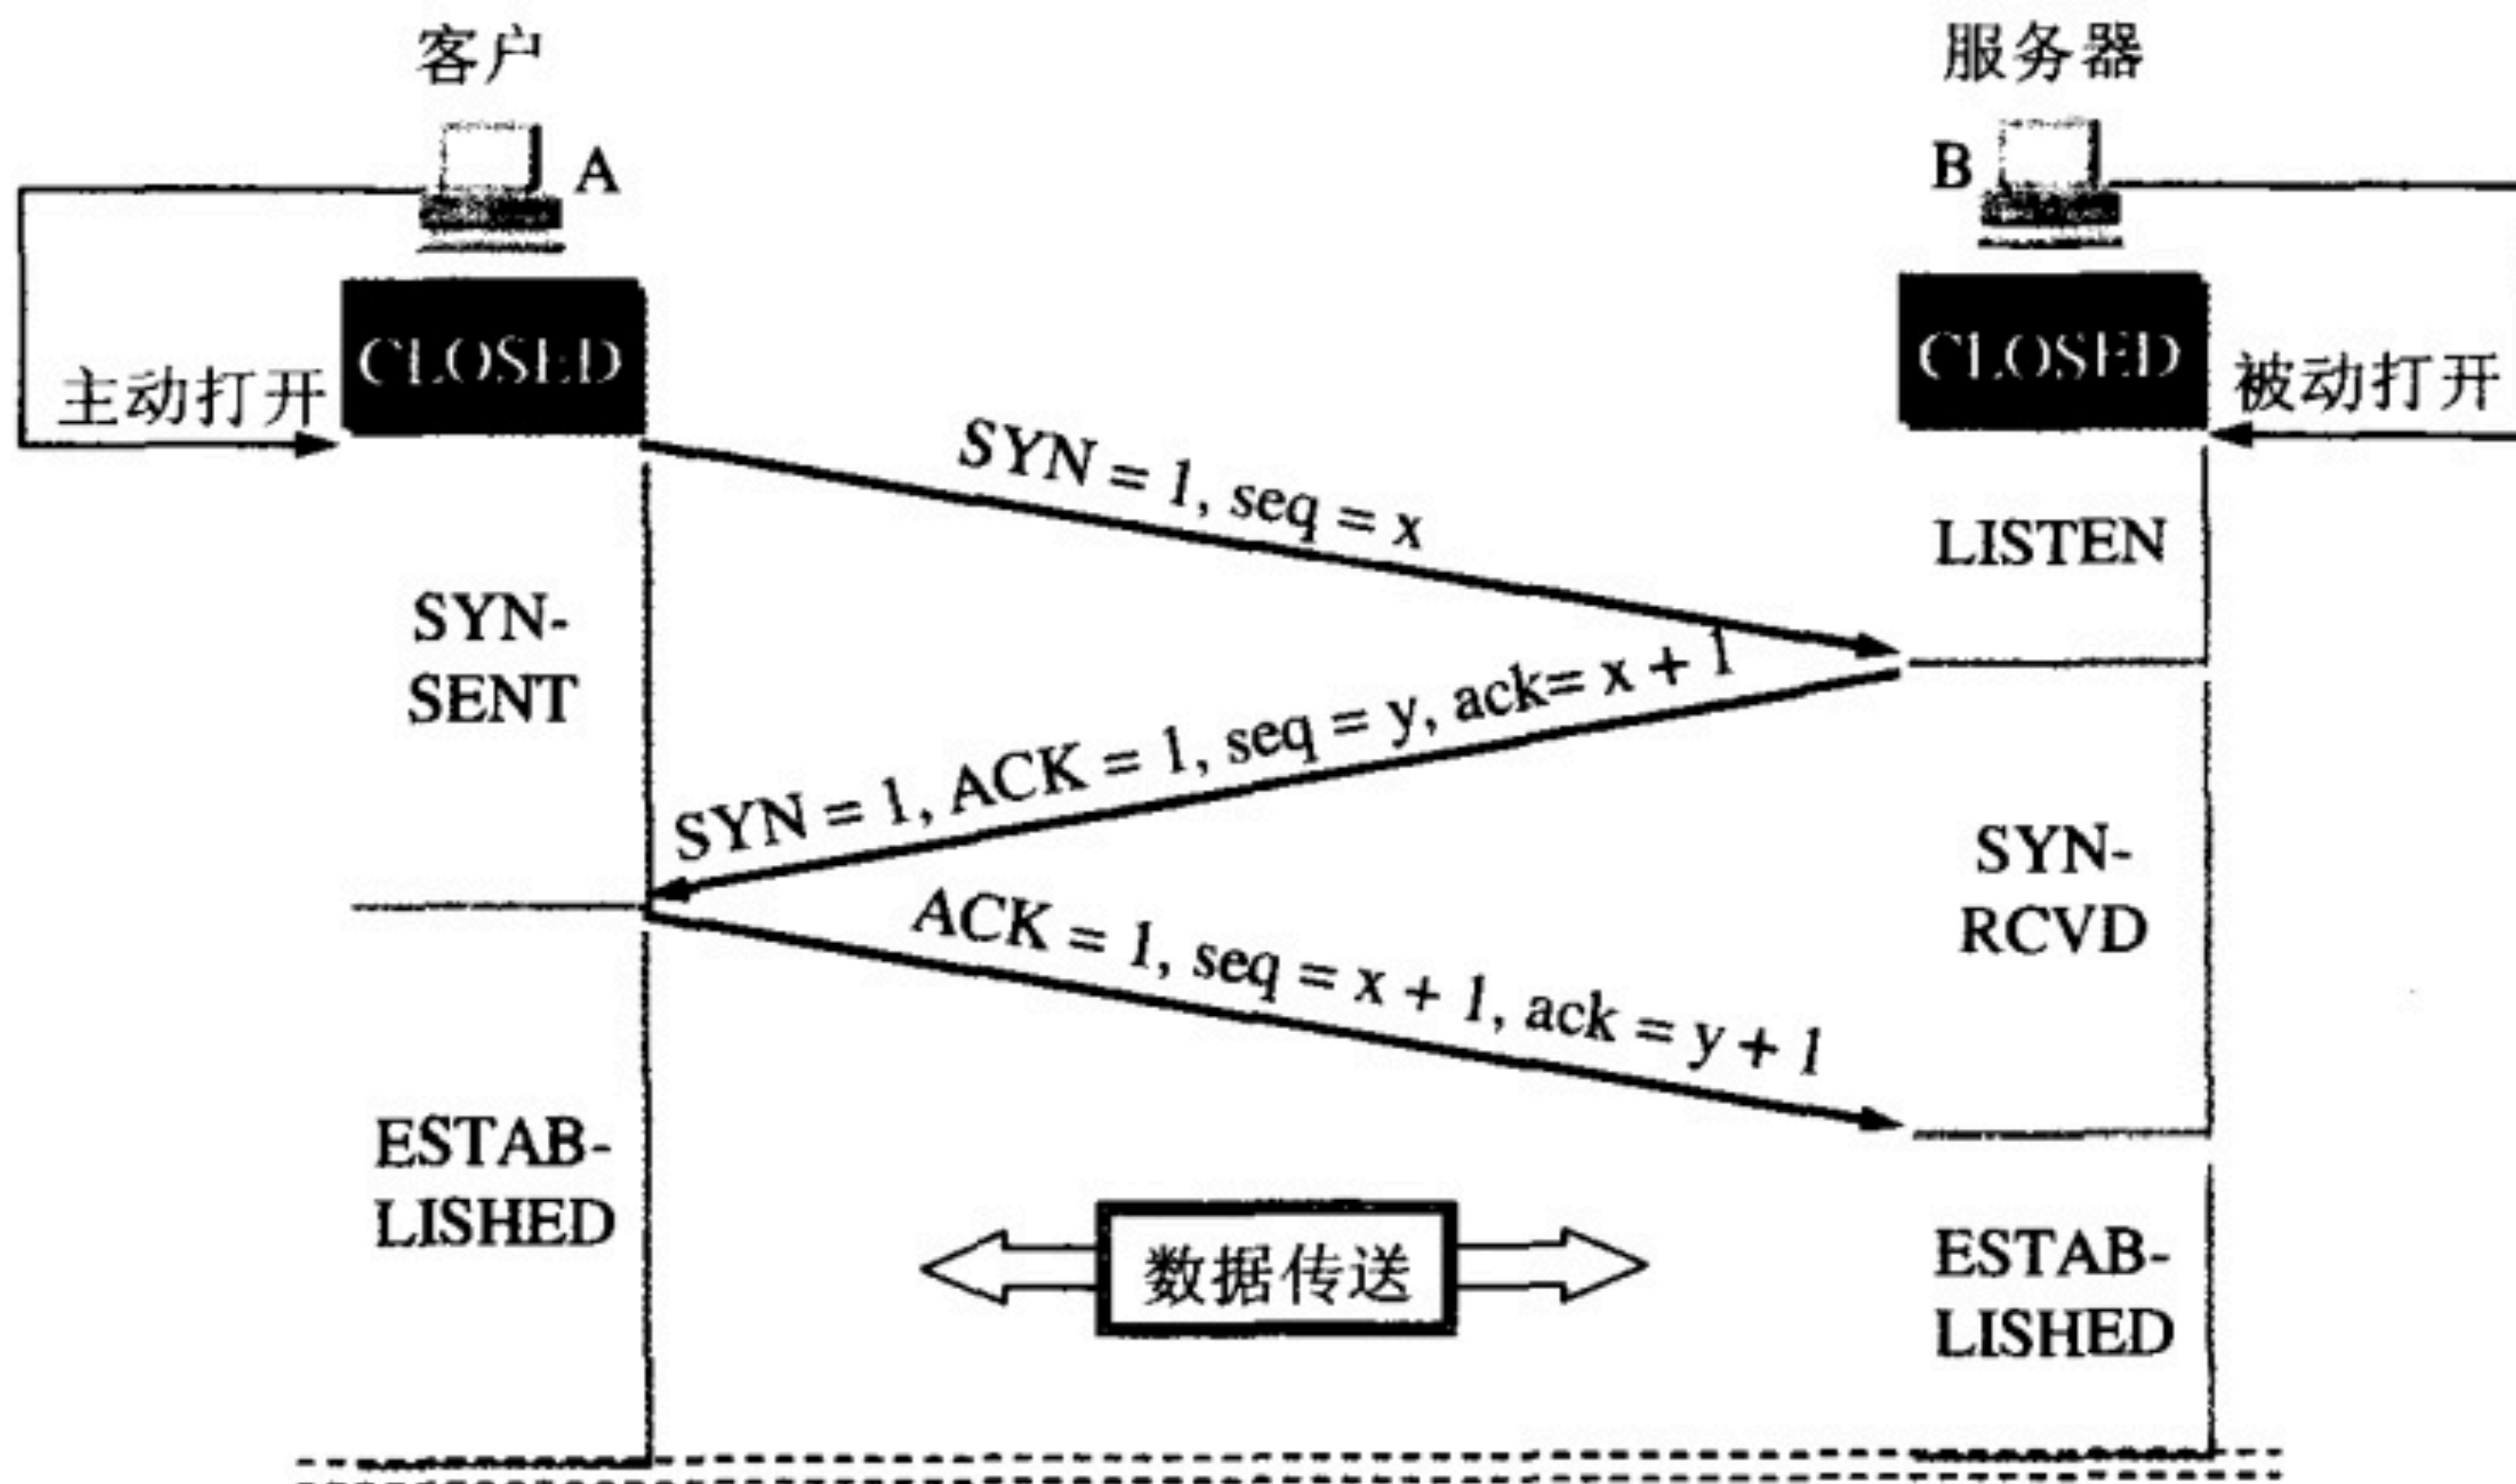 客户
服务器
A
B
CLOSED
CLOSED
主动打开
被动打开
SYN = 1, seq = x
LISTEN
SYN-
SENT
SYN = 1, ACK = 1, seq = y, ack= x + 1
SYN-
RCVD
ACK = 1, seq = x + 1, ack = y + 1
ESTAB-
LISHED
数据传送
ESTAB-
LISHED